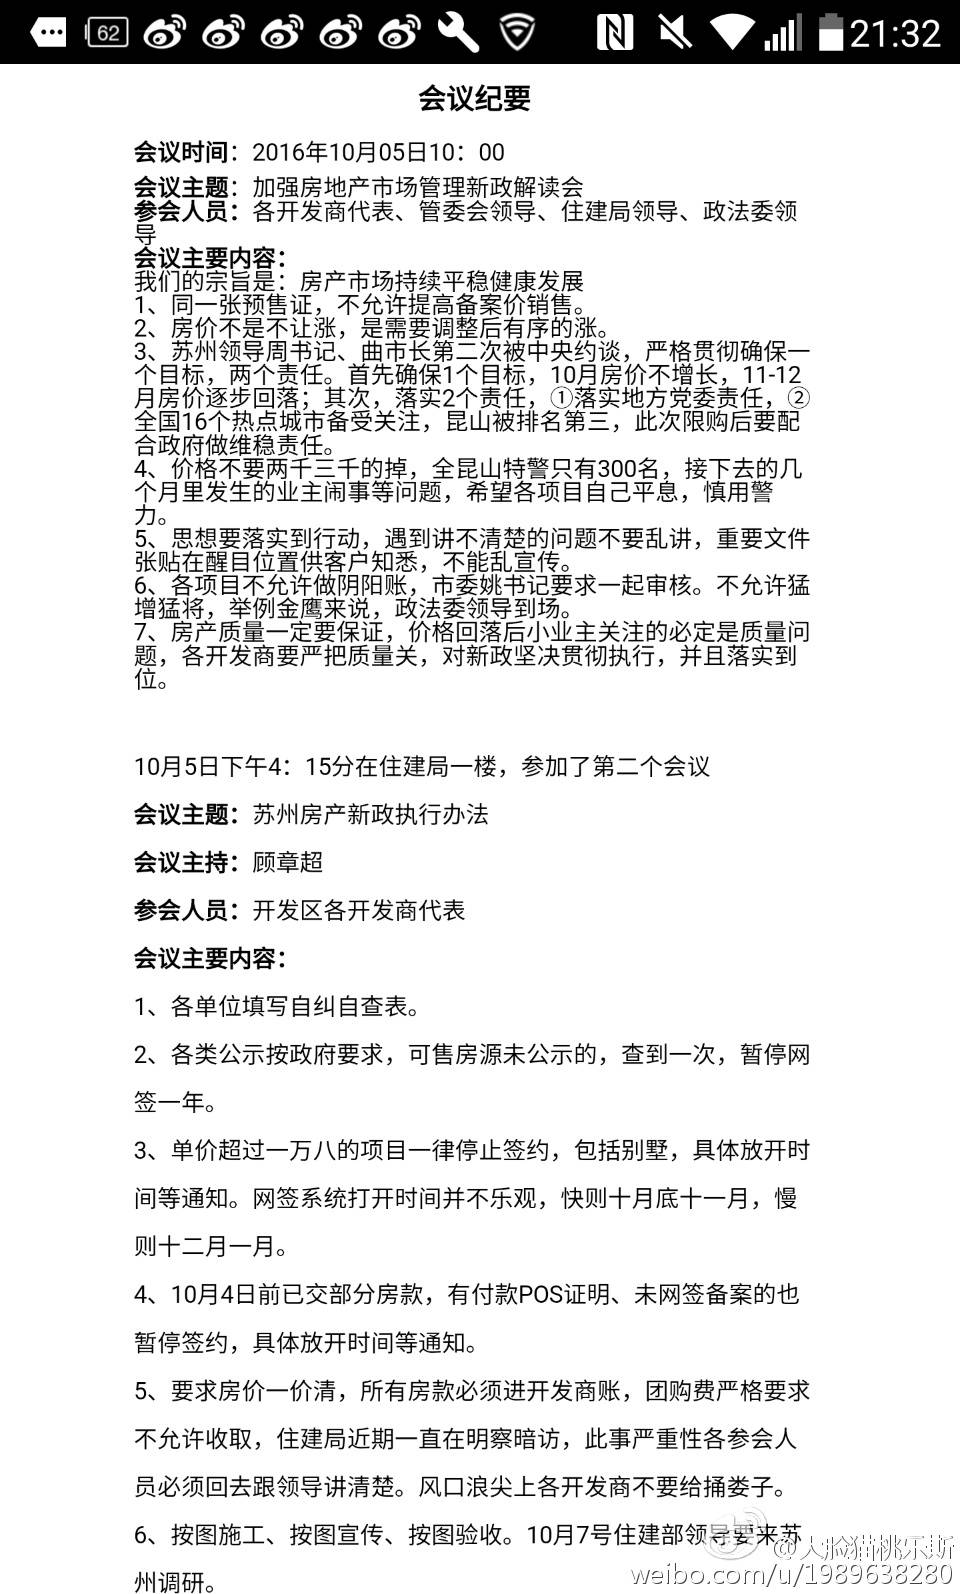 62
21:32
会议纪要
会议时间：2016年10月05日10：00
会议主题：加强房地产市场管理新政解读会
参会人员：各开发商代表、管委会领导、住建局领导、政法委领
导
会议主要内容：
我们的宗旨是：房产市场持续平稳健康发展
1、同一张预售证，不允许提高备案价销售。
2、房价不是不让涨，是需要调整后有序的涨。
3、苏州领导周书记、曲市长第二次被中央约谈，严格贯彻确保一
个目标，两个责任。首先确保1个目标，10月房价不增长，11-12
月房价逐步回落；其次，落实2个责任，①落实地方党委责任，②
全国16个热点城市备受关注，昆山被排名第三，此次限购后要配
合政府做维稳责任。
4、价格不要两千三千的掉，全昆山特警只有300名，接下去的几
个月里发生的业主闹事等问题，希望各项目自己平息，慎用警
力。
5、思想要落实到行动，遇到讲不清楚的问题不要乱讲，重要文件
张贴在醒目位置供客户知悉，不能乱宣传。
6、各项目不允许做阴阳账，市委姚书记要求一起审核。不允许猛
增猛将，举例金鹰来说，政法委领导到场。
7、房产质量一定要保证，价格回落后小业主关注的必定是质量问
题，各开发商要严把质量关，对新政坚决贯彻执行，并且落实到
位。
10月5日下午4：15分在住建局一楼，参加了第二个会议
会议主题：苏州房产新政执行办法
会议主持：顾章超
参会人员：开发区各开发商代表
会议主要内容：
1、各单位填写自纠自查表。
2、各类公示按政府要求，可售房源未公示的，查到一次，暂停网
签一年。
3、单价超过一万八的项目一律停止签约，包括别墅，具体放开时
间等通知。网签系统打开时间并不乐观，快则十月底十一月，慢
则十二月一月。
4、10月4日前已交部分房款，有付款POS证明、未网签备案的也
暂停签约，具体放开时间等通知。
5、要求房价一价清，所有房款必须进开发商账，团购费严格要求
不允许收取，住建局近期一直在明察暗访，此事严重性各参会人
员必须回去跟领导讲清楚。风口浪尖上各开发商不要给捅娄子。
6、按图施工、按图宣传、按图验收。10月7号住建部领导要来苏
州调研。
@人脸猫桃乐斯
weibo.com/u/1989638280